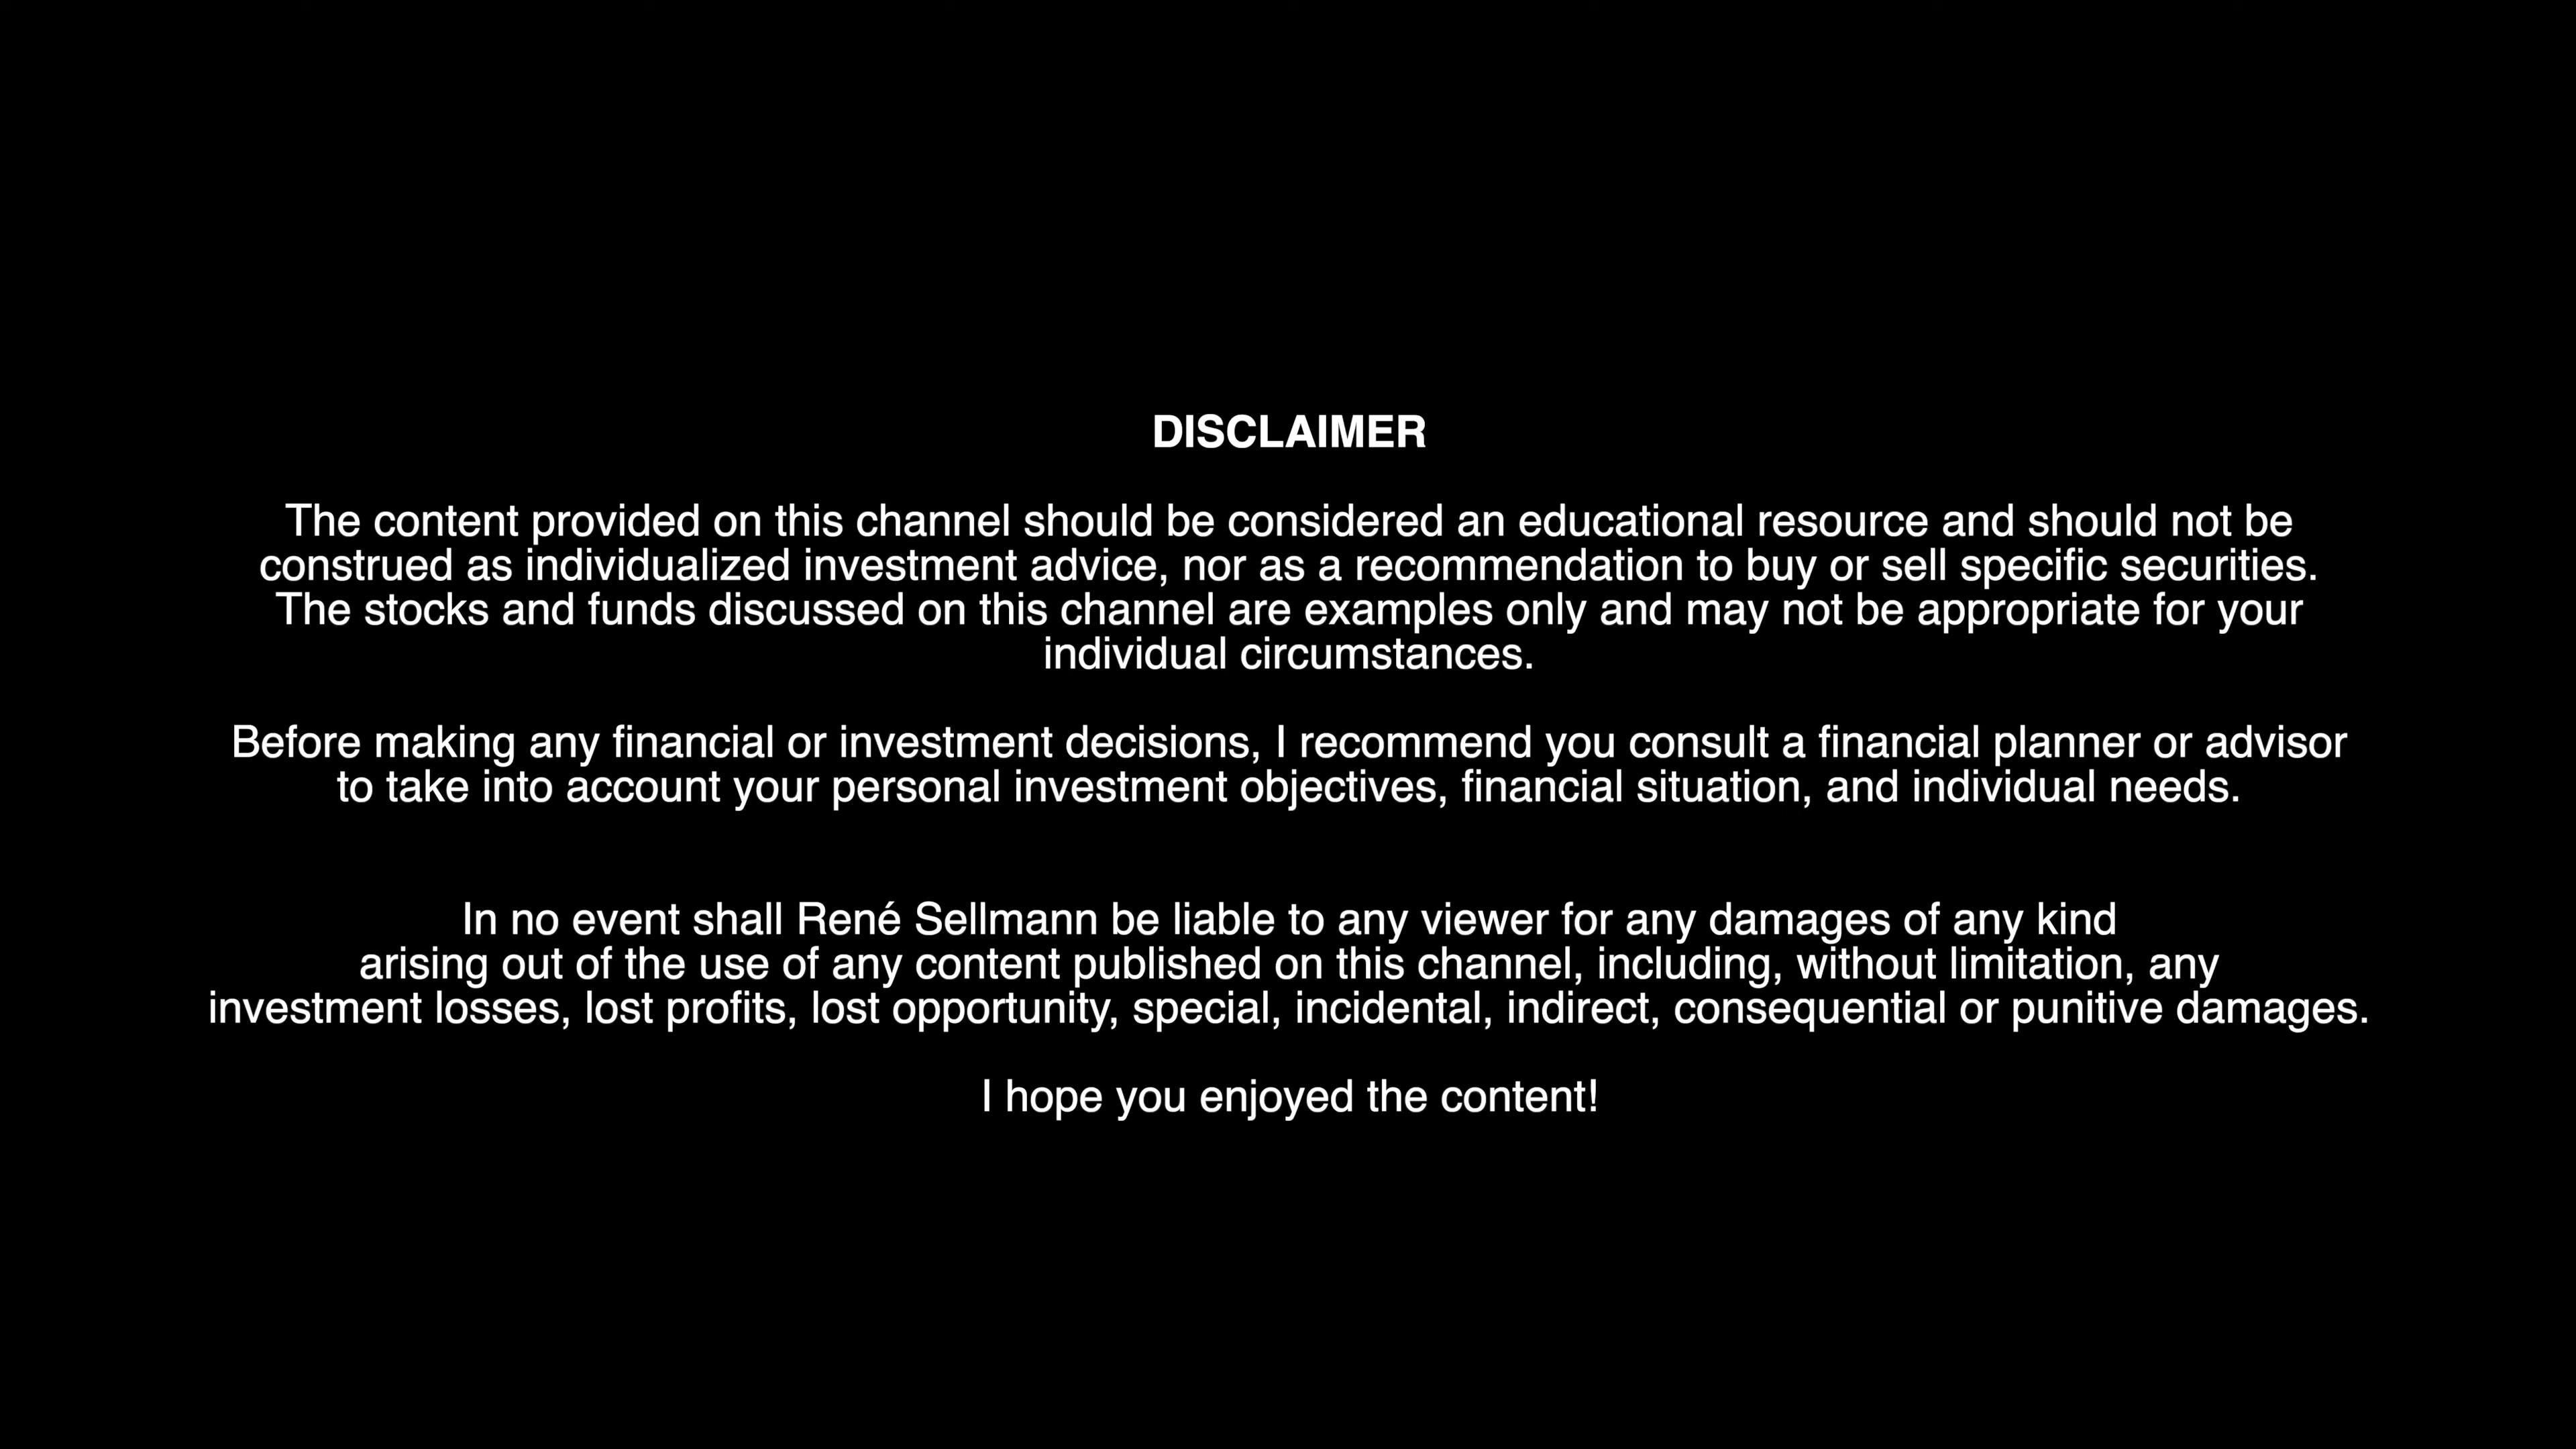 DISCLAIMER
The content provided on this channel should be considered an educational resource and should not be
construed as individualized investment advice, nor as a recommendation to buy or sell specific securities.
The stocks and funds discussed on this channel are examples only and may not be appropriate for your
individual circumstances.
Before making any financial or investment decisions, I recommend you consult a financial planner or advisor
to take into account your personal investment objectives, financial situation, and individual needs.
In no event shall René Sellmann be liable to any viewer for any damages of any kind
arising out of the use of any content published on this channel, including, without limitation, any
investment losses, lost profits, lost opportunity, special, incidental, indirect, consequential or punitive damages.
I hope you enjoyed the content!